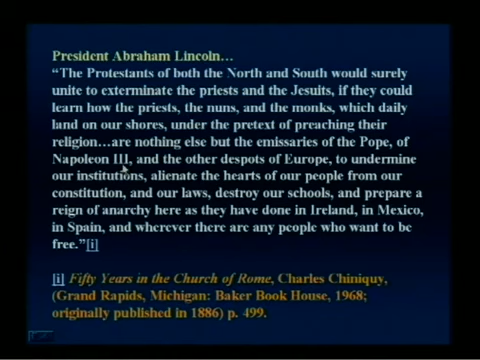 President Abraham Lincoln…
“The Protestants of both the North and South would surely
unite to exterminate the priests and the Jesuits, if they could
learn how the priests, the nuns, and the monks, which daily
land on our shores, under the pretext of preaching their
religion…are nothing else but the emissaries of the Pope, of
Napoleon III, and the other despots of Europe, to undermine
our institutions, alienate the hearts of our people from our
constitution, and our laws, destroy our schools, and prepare a
reign of anarchy here as they have done in Ireland, in Mexico,
in Spain, and wherever there are any people who want to be
free.”[i]
[i] Fifty Years in the Church of Rome, Charles Chiniquy,
(Grand Rapids, Michigan: Baker Book House, 1968;
originally published in 1886) p. 499.